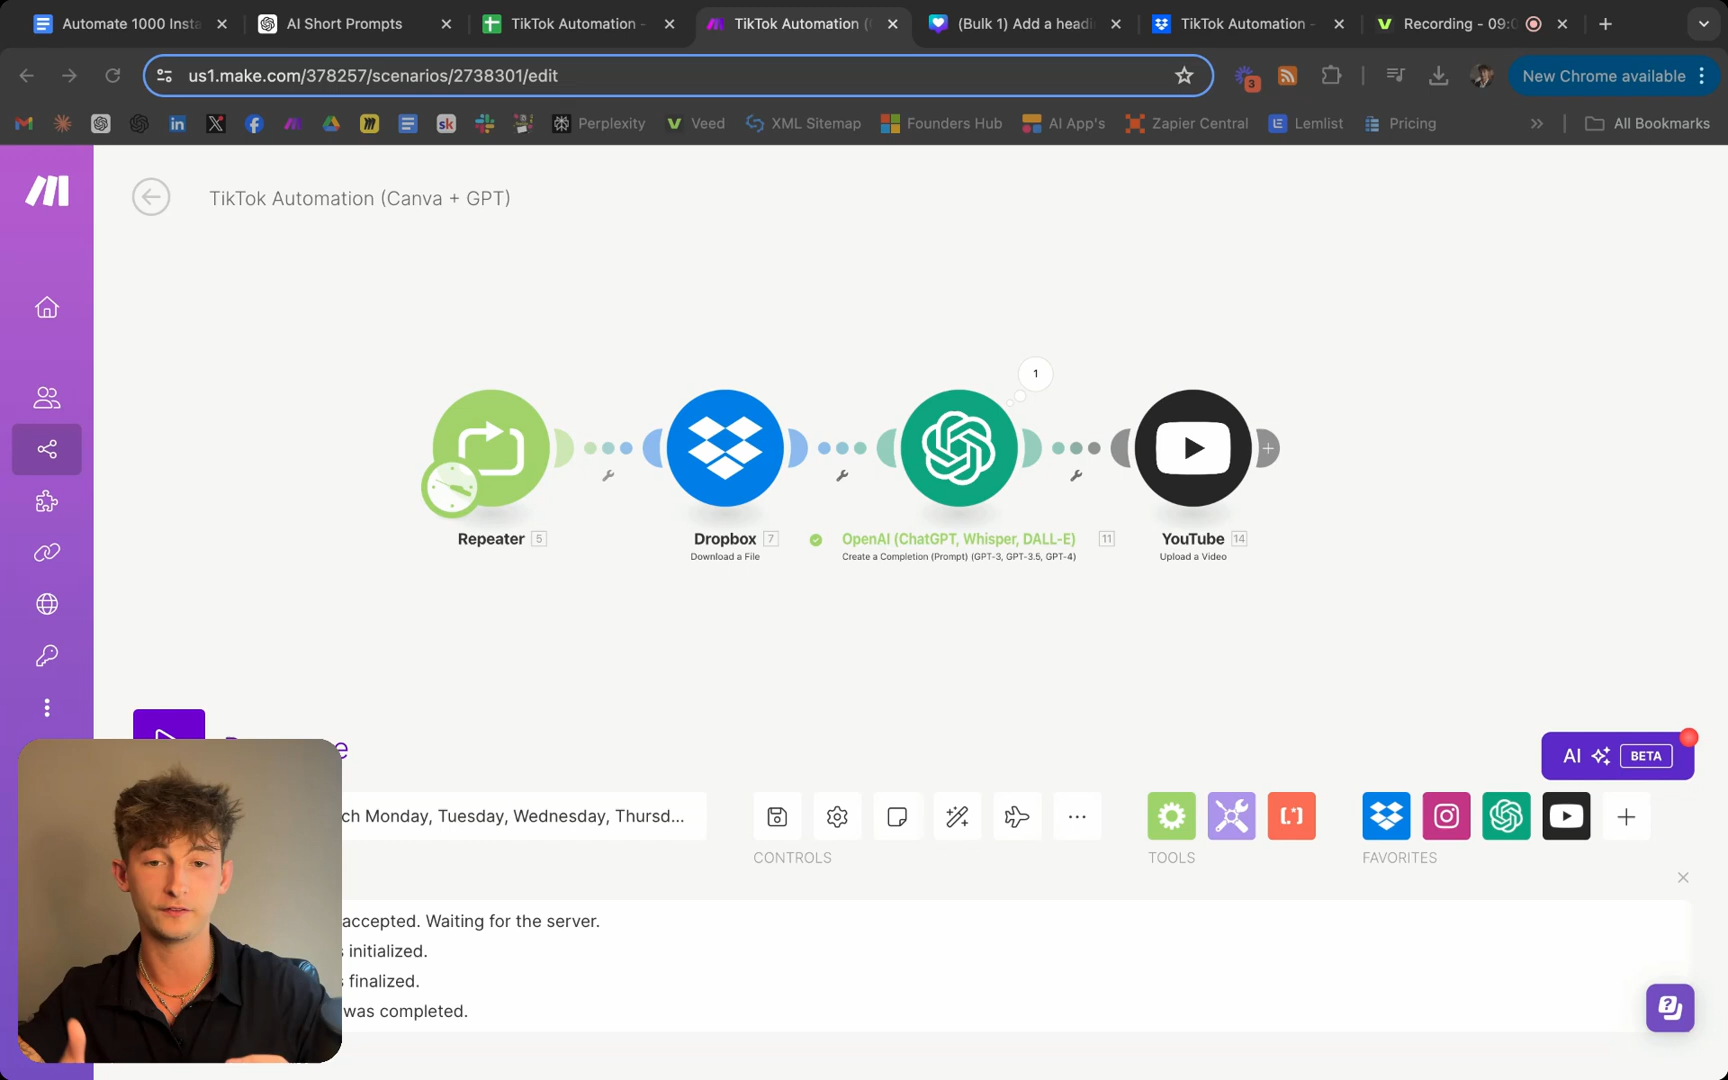 Automate 1000 Insta
AI Short Prompts
TikTok Automation -
TikTok Automation (
(Bulk 1) Add a headi
TikTok Automation -
Recording - 09:0
us1.make.com/378257/scenarios/2738301/edit
3
New Chrome available
Perplexity
Veed
XML Sitemap
Founders Hub
AI App's
Zapier Central
Lemlist
Pricing
All Bookmarks
TikTok Automation (Canva + GPT)
1
Repeater 5
Dropbox 7
Download a File
OpenAI (ChatGPT, Whisper, DALL-E) 11
Create a Completion (Prompt) (GPT-3, GPT-3.5, GPT-4)
YouTube 14
Upload a Video
AI BETA
ch Monday, Tuesday, Wednesday, Thursd...
CONTROLS
TOOLS
FAVORITES
accepted. Waiting for the server.
s initialized.
s finalized.
was completed.